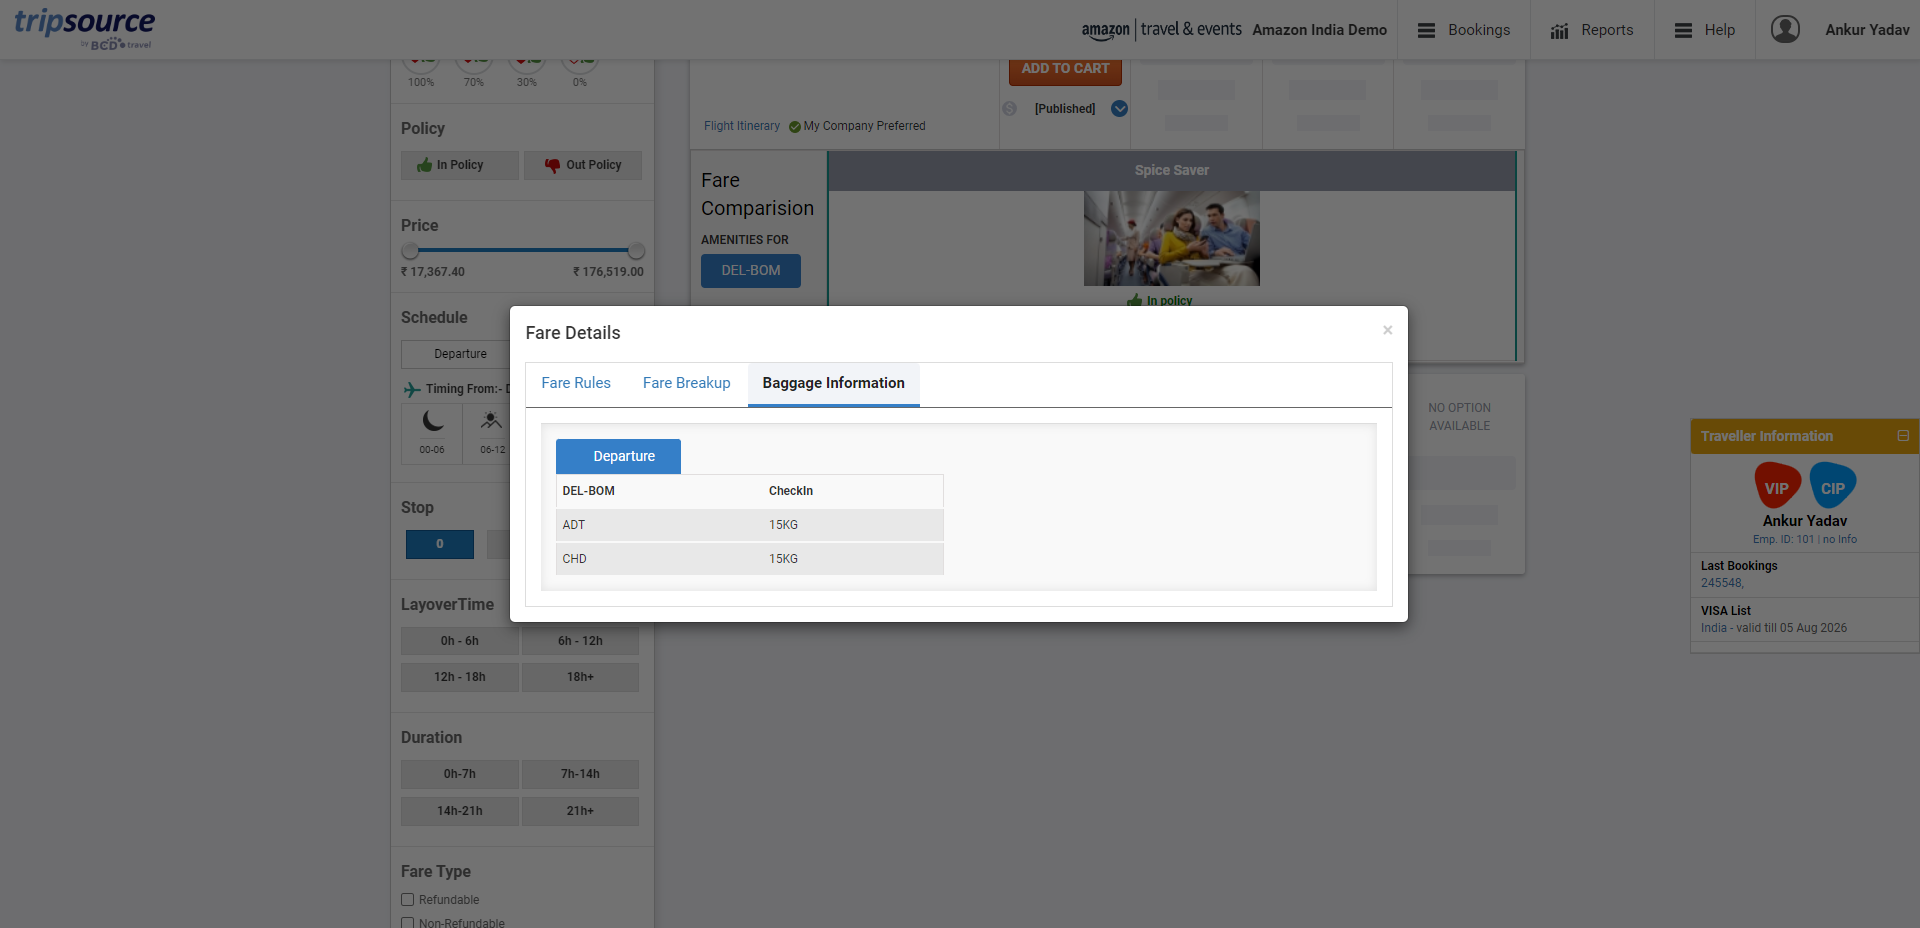 tripsource
by BCD travel
amazon | travel & events
Amazon India Demo
Bookings
Reports
Help
Ankur Yadav
100%
70%
30%
0%
Policy
In Policy
Out Policy
Price
₹ 17,367.40
₹ 176,519.00
Schedule
Departure
Timing From:- D
00-06
06-12
Stop
0
LayoverTime
0h - 6h
6h - 12h
12h - 18h
18h+
Duration
0h-7h
7h-14h
14h-21h
21h+
Fare Type
Refundable
Non-Refundable
ADD TO CART
[Published]
Flight Itinerary
My Company Preferred
Fare
Comparision
AMENITIES FOR
DEL-BOM
Spice Saver
In policy
Fare Details
×
Fare Rules
Fare Breakup
Baggage Information
Departure
DEL-BOM
CheckIn
ADT
15KG
CHD
15KG
NO OPTION
AVAILABLE
Traveller Information
VIP
CIP
Ankur Yadav
Emp. ID: 101 | no Info
Last Bookings
245548,
VISA List
India - valid till 05 Aug 2026